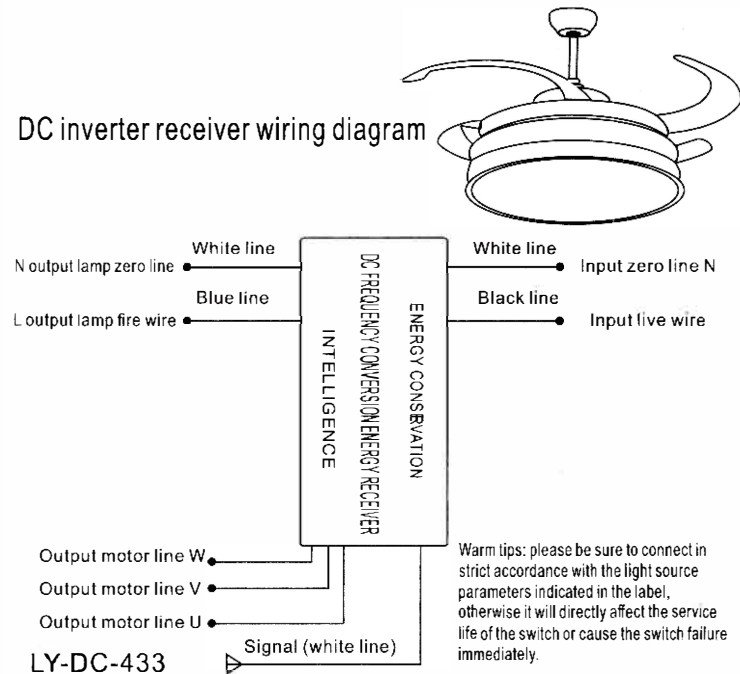 DC inverter receiver wiring diagram
White line
N output lamp zero line
Blue line
L output lamp fire wire
White line
Input zero line N
Black line
Input live wire
ENERGY CONSRVATION
DC FREQUENCY CONVERSION ENERGY RECEIVER
INTELLIGENCE
Output motor line W
Output motor line V
Output motor line U
Signal (white line)
LY-DC-433
Warm tips: please be sure to connect in
strict accordance with the light source
parameters indicated in the label,
otherwise it will directly affect the service
life of the switch or cause the switch failure
immediately.